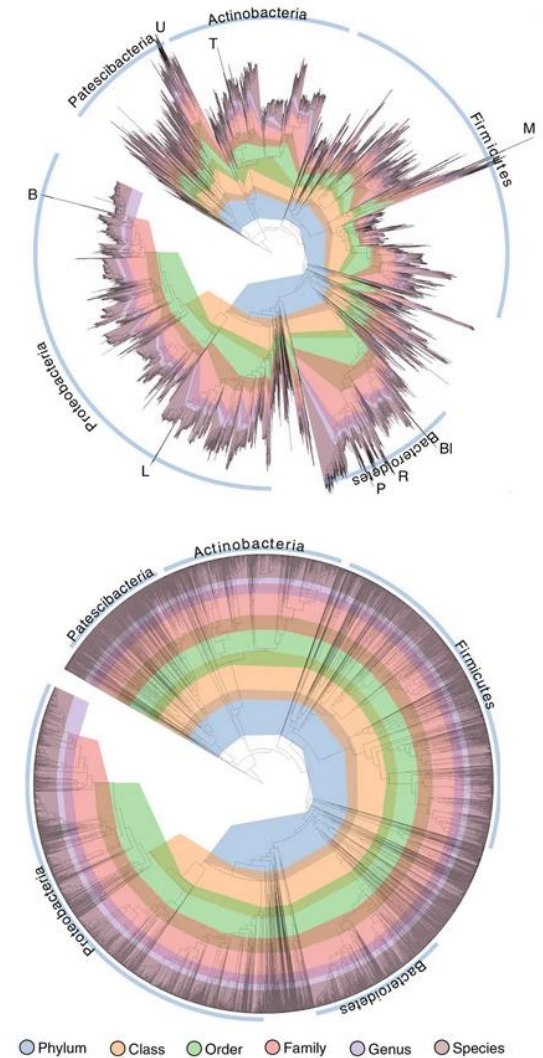 Actinobacteria
U
T
Patescibacteria
Firmicutes
M
B
Proteobacteria
L
Bacteroidetes
Bl
R
P
Actinobacteria
Patescibacteria
Firmicutes
Proteobacteria
Bacteroidetes
Phylum Class Order Family Genus Species